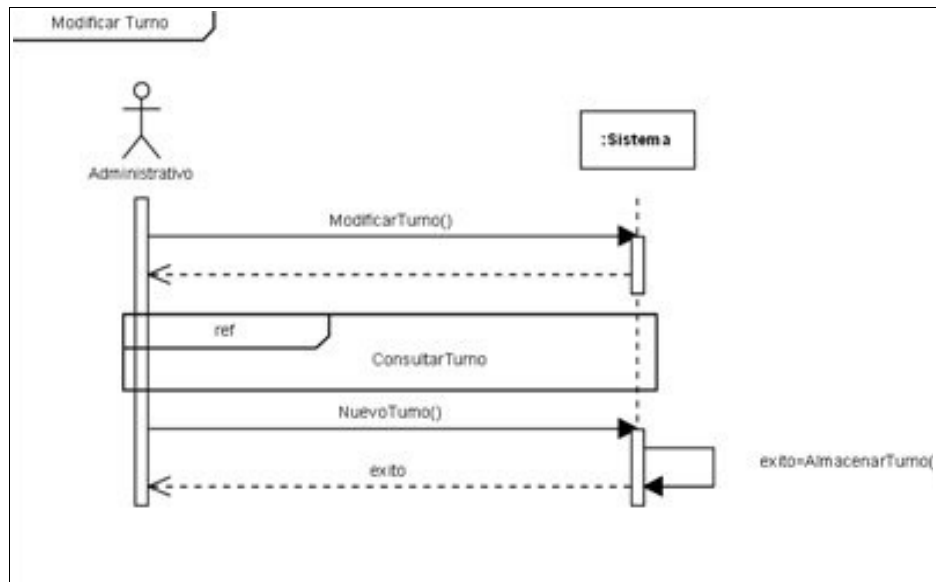 Modificar Turno
:Sistema
Administrativo
ModificarTurno()
ref
ConsultarTurno
NuevoTurno()
exito=AlmacenarTurno(
exito